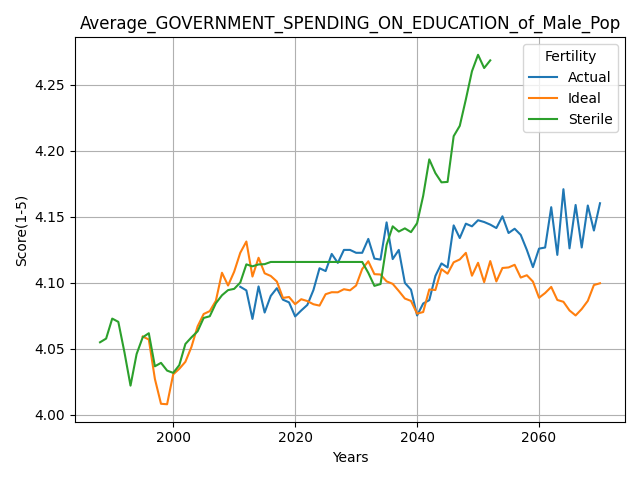 Average_GOVERNMENT_SPENDING_ON_EDUCATION_of_Male_Pop
Fertility
Actual
Ideal
Sterile
4.25
4.20
4.15
4.10
4.05
4.00
Score(1-5)
2000 2020 2040 2060
Years